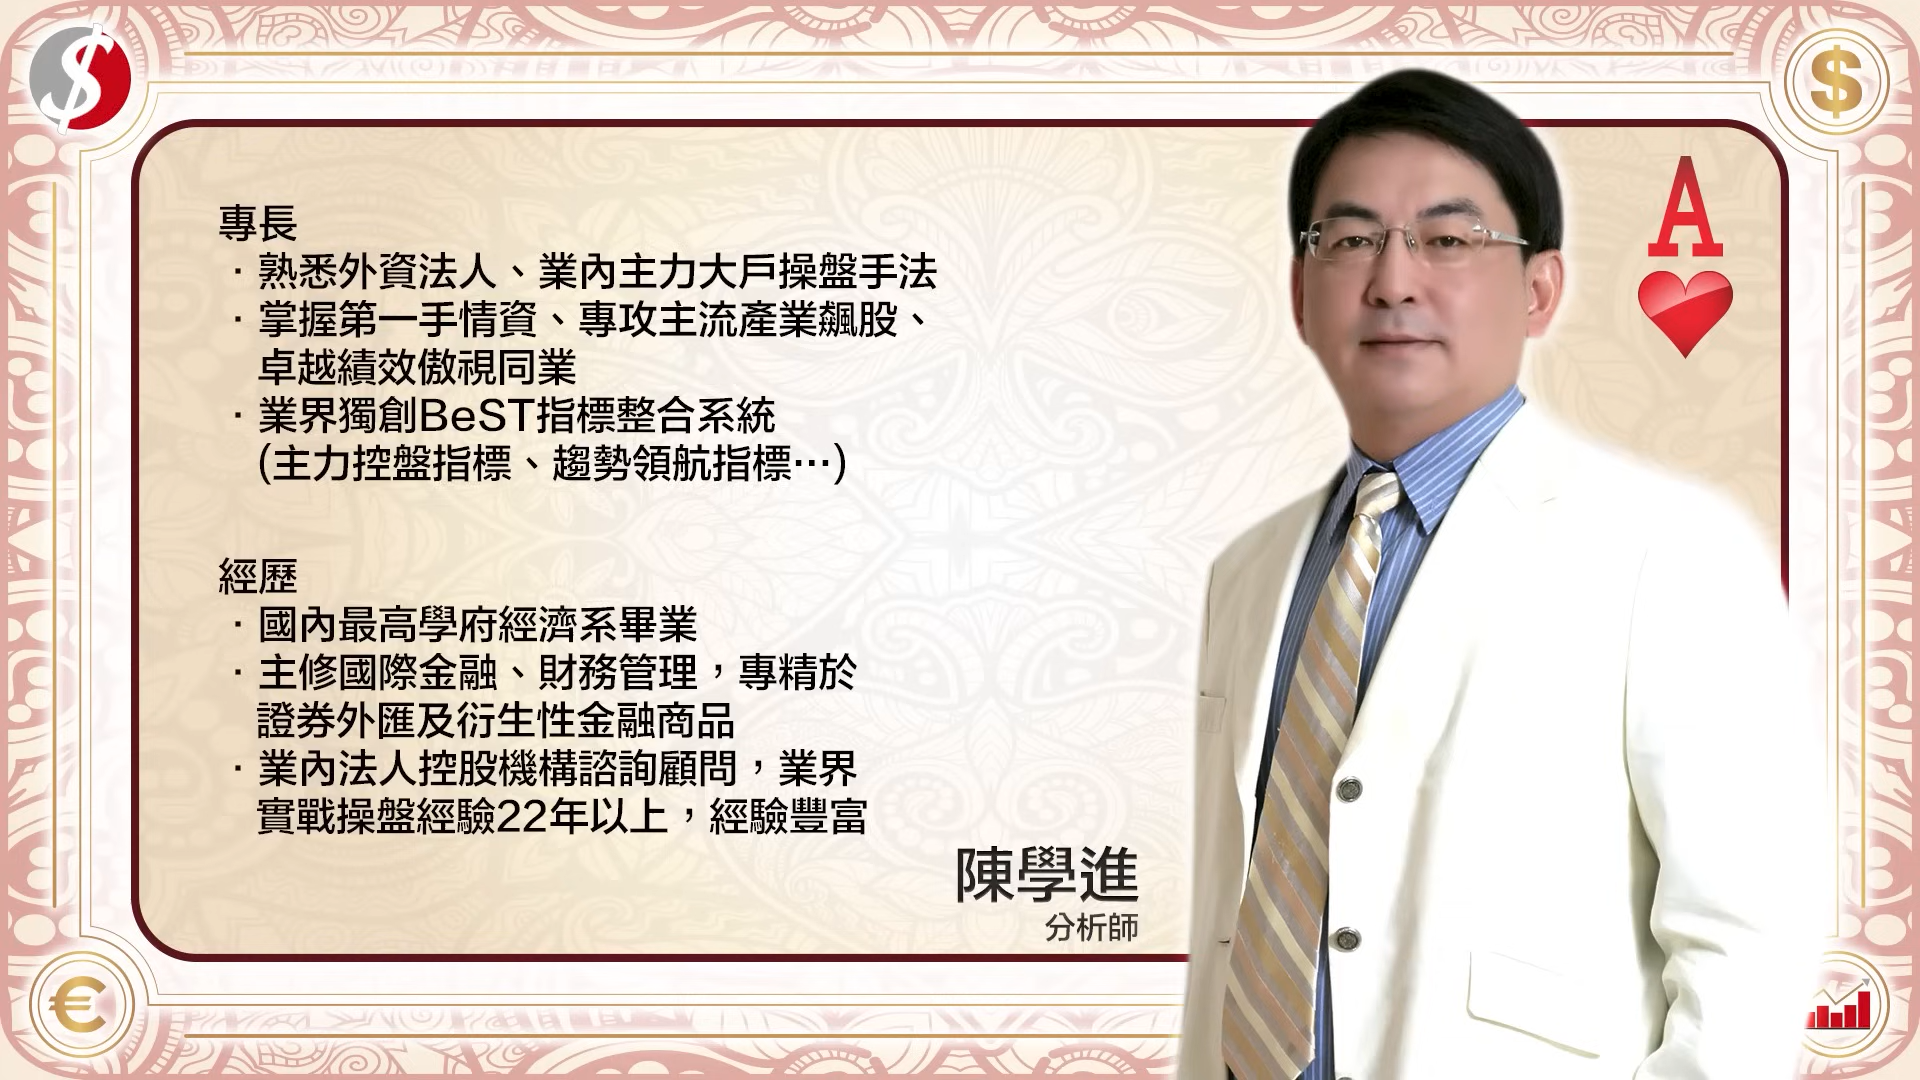 專長
·熟悉外資法人、業內主力大戶操盤手法
·掌握第一手情資、專攻主流產業飆股、
卓越績效傲視同業
·業界獨創BeST指標整合系統
(主力控盤指標、趨勢領航指標…)
經歷
·國內最高學府經濟系畢業
·主修國際金融、財務管理，專精於
證券外匯及衍生性金融商品
·業內法人控股機構諮詢顧問，業界
實戰操盤經驗22年以上，經驗豐富
陳學進
分析師
A
$
$
€